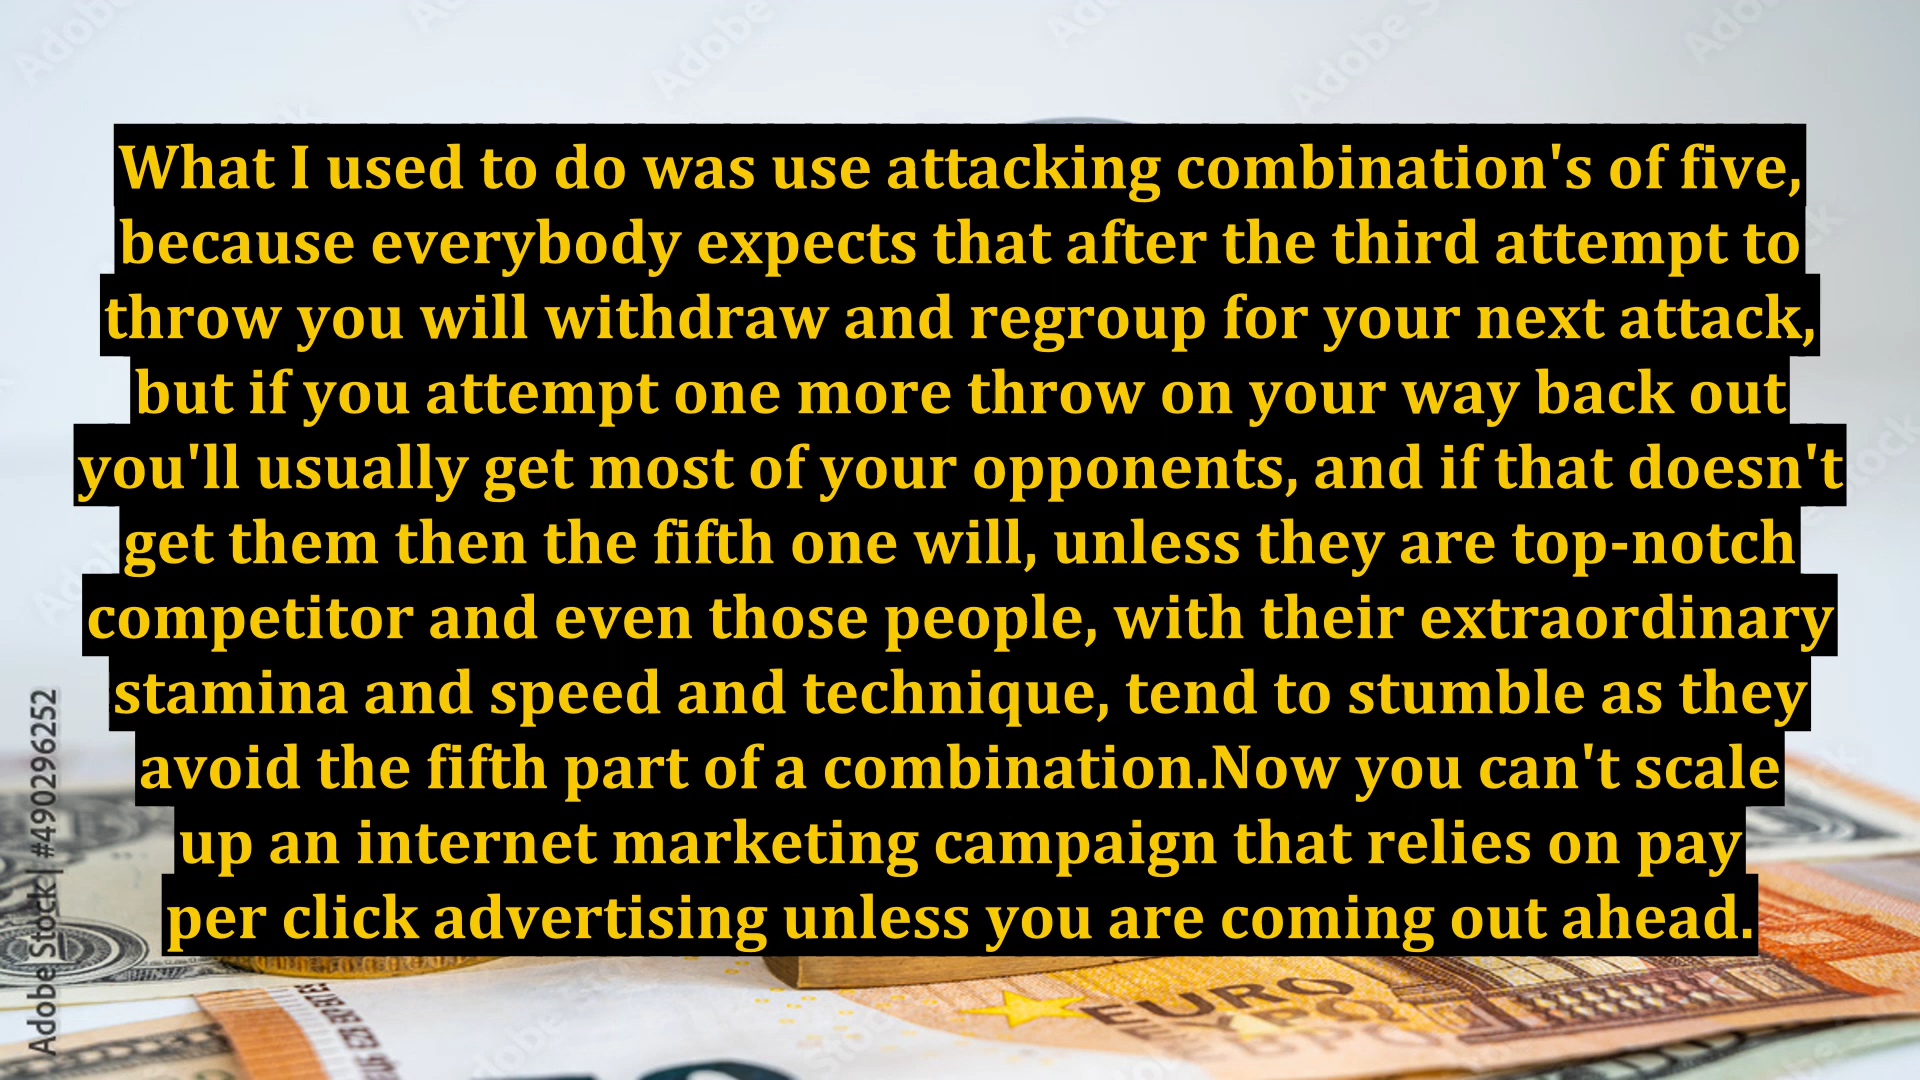 What I used to do was use attacking combination's of five,
because everybody expects that after the third attempt to
throw you will withdraw and regroup for your next attack,
but if you attempt one more throw on your way back out
you'll usually get most of your opponents, and if that doesn't
get them then the fifth one will, unless they are top-notch
competitor and even those people, with their extraordinary
stamina and speed and technique, tend to stumble as they
avoid the fifth part of a combination.Now you can't scale
up an internet marketing campaign that relies on pay
per click advertising unless you are coming out ahead.
Adobe Stock | #490296252
EURO